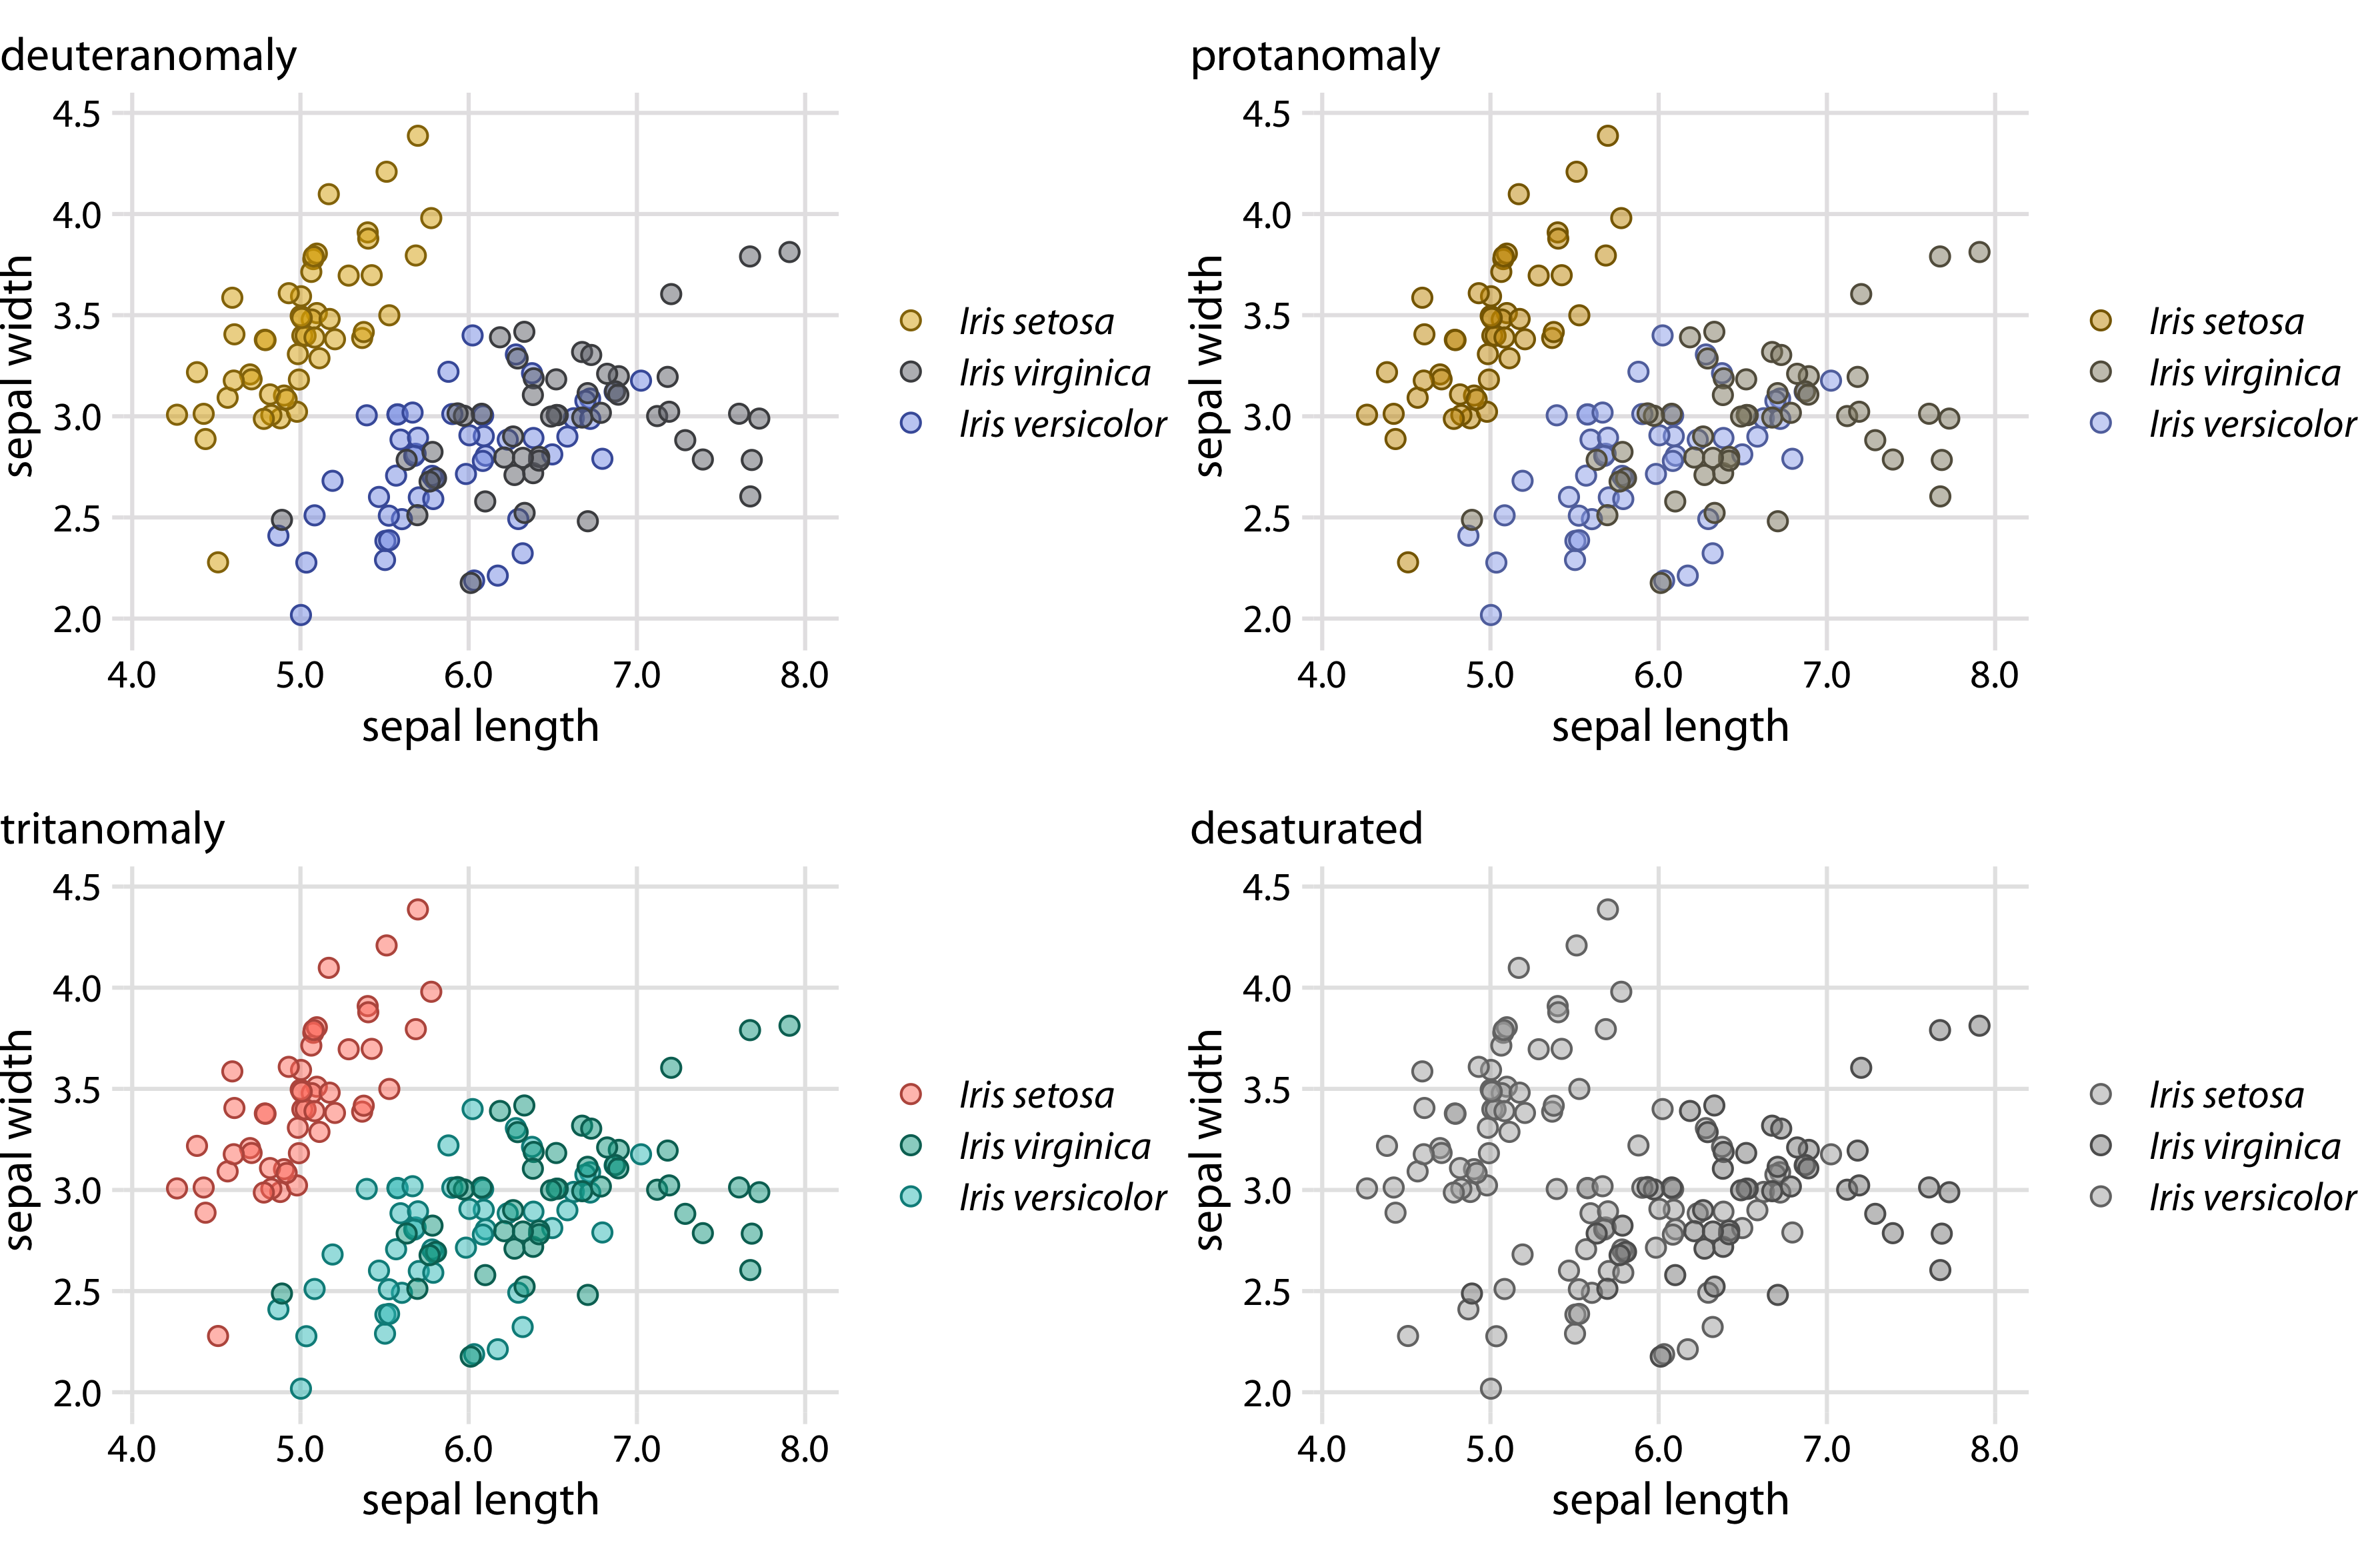 deuteranomaly
4.5
4.0
3.5
3.0
2.5
2.0
sepal width
4.0 5.0 6.0 7.0 8.0
sepal length
Iris setosa
Iris virginica
Iris versicolor
protanomaly
4.5
4.0
3.5
3.0
2.5
2.0
sepal width
4.0 5.0 6.0 7.0 8.0
sepal length
Iris setosa
Iris virginica
Iris versicolor
tritanomaly
4.5
4.0
3.5
3.0
2.5
2.0
sepal width
4.0 5.0 6.0 7.0 8.0
sepal length
Iris setosa
Iris virginica
Iris versicolor
desaturated
4.5
4.0
3.5
3.0
2.5
2.0
sepal width
4.0 5.0 6.0 7.0 8.0
sepal length
Iris setosa
Iris virginica
Iris versicolor